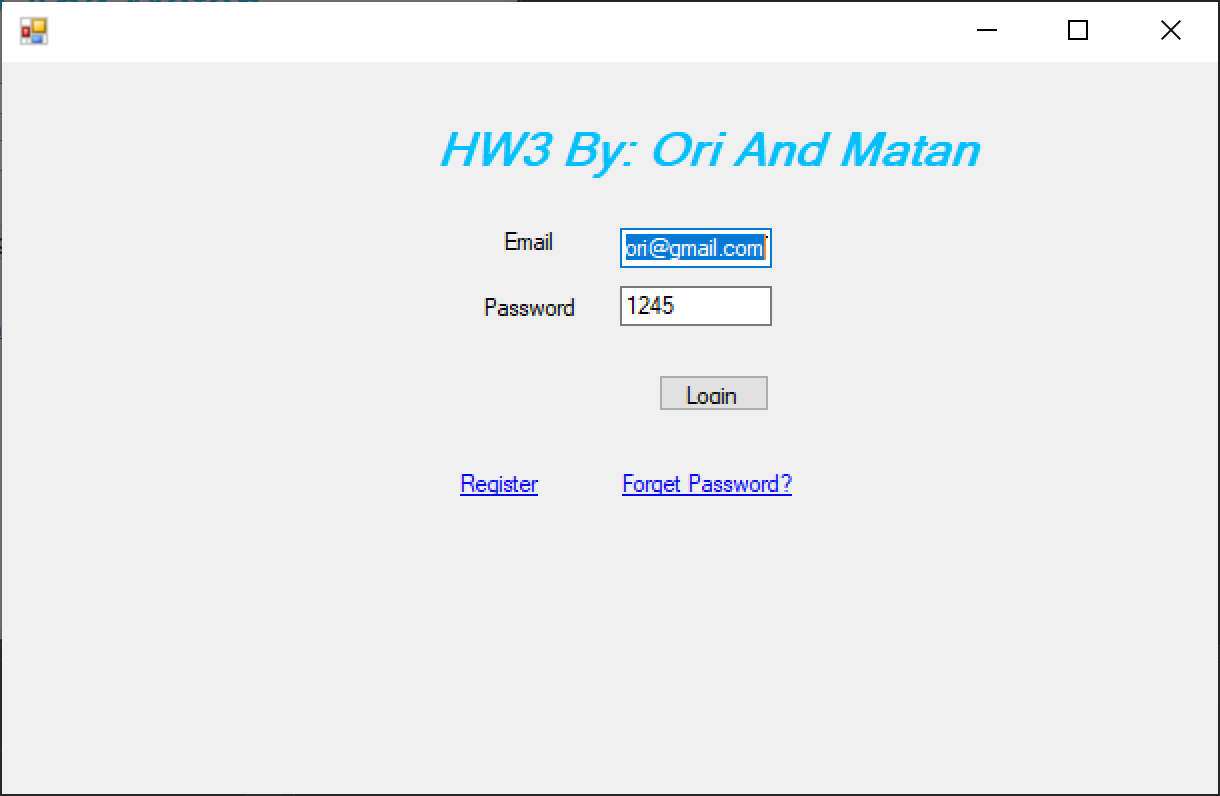 HW3 By: Ori And Matan
Email
ori@gmail.com
Password
1245
Login
Register
Forget Password?